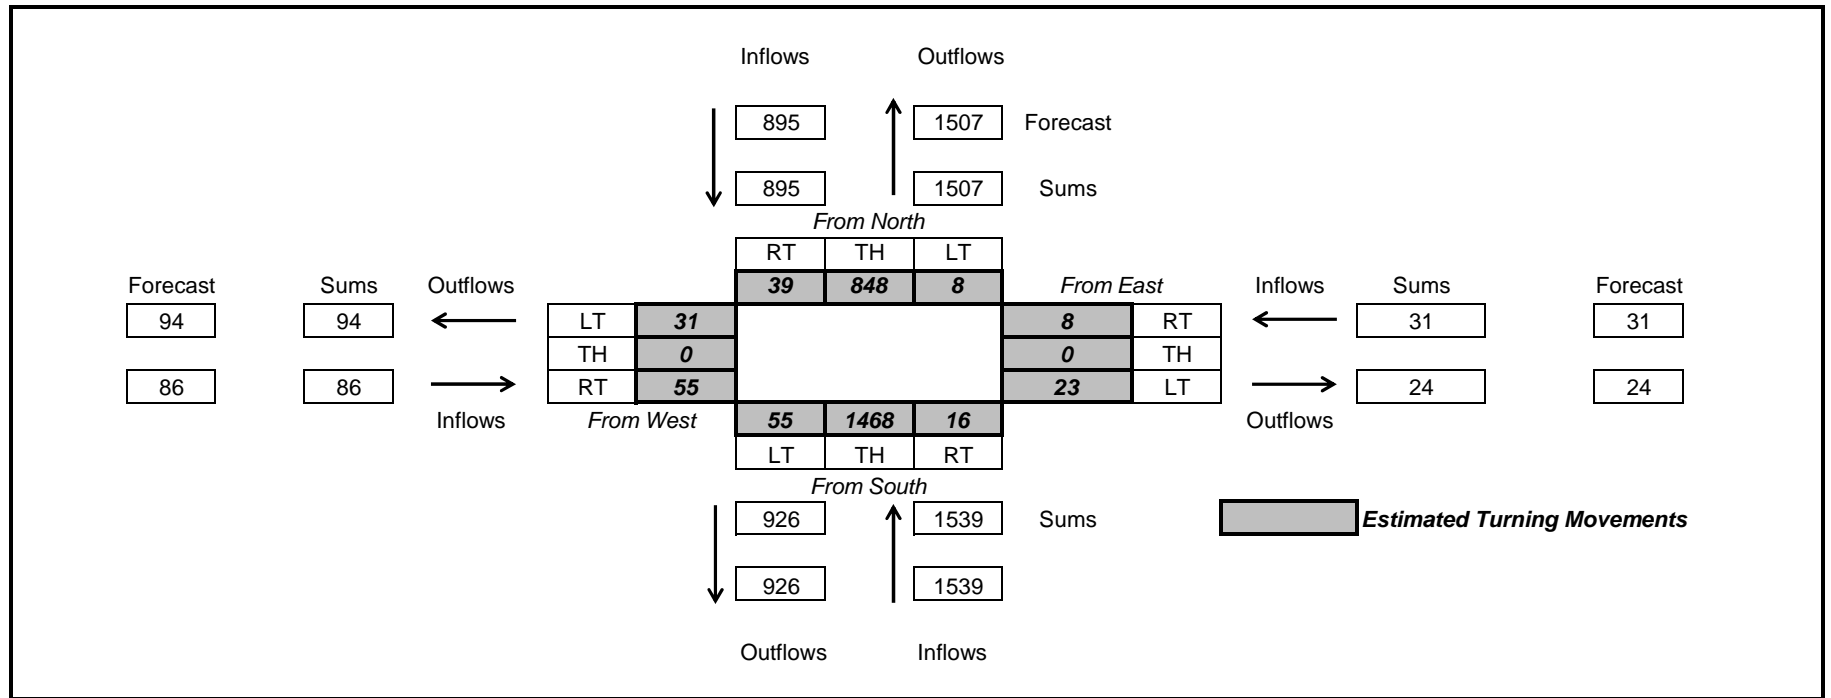 Inflows Outflows
895 1507 Forecast
895 1507 Sums
From North
RT TH LT
Forecast Sums Outflows 39 848 8 From East Inflows Sums Forecast
94 94 LT 31 8 RT 31 31
TH 0 0 TH
86 86 RT 55 23 LT 24 24
Inflows From West 55 1468 16 Outflows
LT TH RT
From South
926 1539 Sums Estimated Turning Movements
926 1539
Outflows Inflows